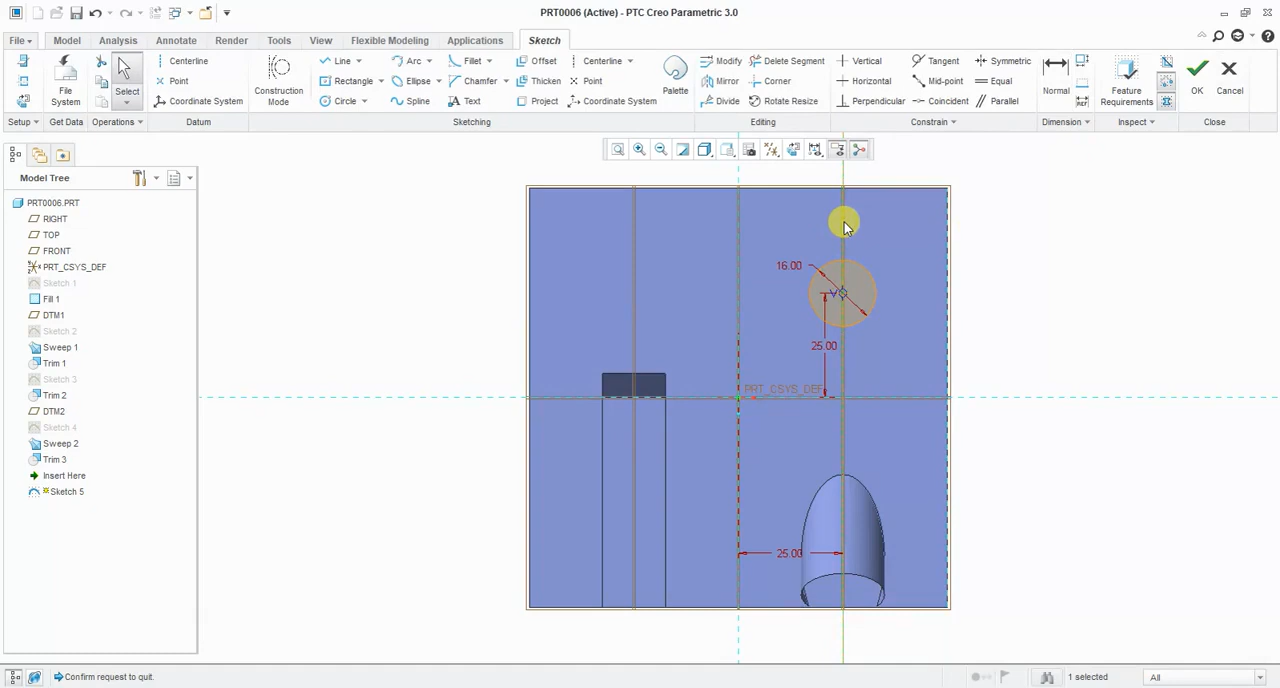 PRT0006 (Active) - PTC Creo Parametric 3.0
File Model Analysis Annotate Render Tools View Flexible Modeling Applications Sketch
Line Arc Fillet Offset Centerline Modify Delete Segment Vertical Tangent Symmetric
Centerline
Point
Coordinate System
Rectangle Ellipse Chamfer Thicken Point Mirror Corner Horizontal Mid-point Equal
Circle Spline Text Project Coordinate System Divide Rotate Resize Perpendicular Coincident Parallel
File System
Select
Construction Mode
Palette
Normal
Feature Requirements
OK
Cancel
Setup Get Data Operations Datum Sketching Editing Constrain Dimension Inspect Close
Model Tree
PRT0006.PRT
RIGHT
TOP
FRONT
PRT_CSYS_DEF
Sketch 1
Fill 1
DTM1
Sketch 2
Sweep 1
Trim 1
Sketch 3
Trim 2
DTM2
Sketch 4
Sweep 2
Trim 3
Insert Here
Sketch 5
16.00
V
25.00
PRT_CSYS_DEF
25.00
Confirm request to quit.
1 selected
All